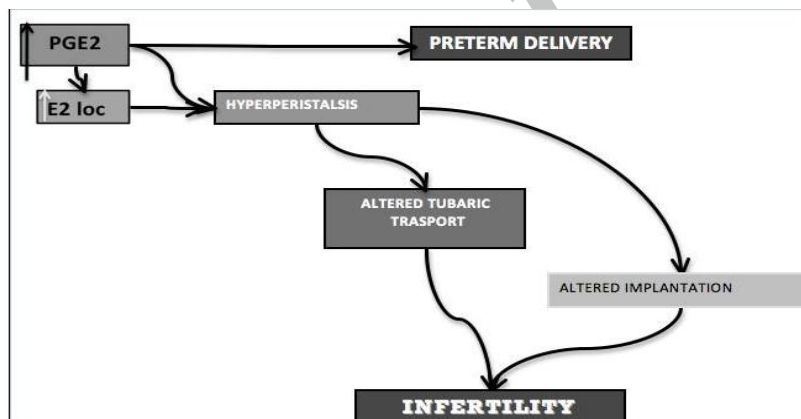 PGE2
PRETERM DELIVERY
E2 loc
HYPERPERISTALSIS
ALTERED TUBARIC
TRASPORT
ALTERED IMPLANTATION
INFERTILITY